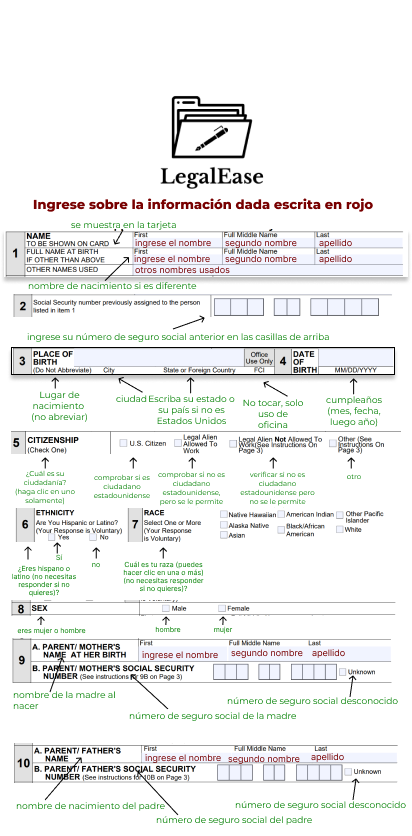 LegalEase
Ingrese sobre la información dada escrita en rojo
se muestra en la tarjeta
1
NAME
TO BE SHOWN ON CARD
First
Full Middle Name
Last
ingrese el nombre
segundo nombre
apellido
FULL NAME AT BIRTH
IF OTHER THAN ABOVE
First
Full Middle Name
Last
ingrese el nombre
segundo nombre
apellido
OTHER NAMES USED
otros nombres usados
nombre de nacimiento si es diferente
2
Social Security number previously assigned to the person
listed in item 1
ingrese su número de seguro social anterior en las casillas de arriba
3
PLACE OF
BIRTH
(Do Not Abbreviate)
City
State or Foreign Country
Office
Use Only
FCI
4
DATE
OF
BIRTH
MM/DD/YYYY
Lugar de
nacimiento
(no abreviar)
ciudad
Escriba su estado o
su país si no es
Estados Unidos
No tocar, solo
uso de
oficina
cumpleaños
(mes, fecha,
luego año)
5
CITIZENSHIP
(Check One)
U.S. Citizen
Legal Alien
Allowed To
Work
Legal Alien Not Allowed To
Work(See Instructions On
Page 3)
Other (See
Instructions On
Page 3)
¿Cuál es su
ciudadanía?
(haga clic en uno
solamente)
comprobar si es
ciudadano
estadounidense
comprobar si no es
ciudadano
estadounidense,
pero se le permite
verificar si no es
ciudadano
estadounidense pero
no se le permite
otro
6
ETHNICITY
Are You Hispanic or Latino?
(Your Response is Voluntary)
Yes
No
7
RACE
Select One or More
(Your Response
is Voluntary)
Native Hawaiian
Alaska Native
Asian
American Indian
Black/African
American
Other Pacific
Islander
White
Sí
no
¿Eres hispano o
latino (no necesitas
responder si no
quieres)?
Cuál es tu raza (puedes
hacer clic en una o más)
(no necesitas
responder si no
quieres)
8
SEX
Male
Female
eres mujer o hombre
hombre
mujer
9
A. PARENT/ MOTHER'S
NAME AT HER BIRTH
First
Full Middle Name
Last
ingrese el nombre
segundo nombre
apellido
B. PARENT/ MOTHER'S SOCIAL SECURITY
NUMBER (See instructions for 9B on Page 3)
Unknown
nombre de la madre al
nacer
número de seguro social desconocido
número de seguro social de la madre
10
A. PARENT/ FATHER'S
NAME
First
Full Middle Name
Last
ingrese el nombre
segundo nombre
apellido
B. PARENT/ FATHER'S SOCIAL SECURITY
NUMBER (See instructions for 10B on Page 3)
Unknown
nombre de nacimiento del padre
número de seguro social desconocido
número de seguro social del padre